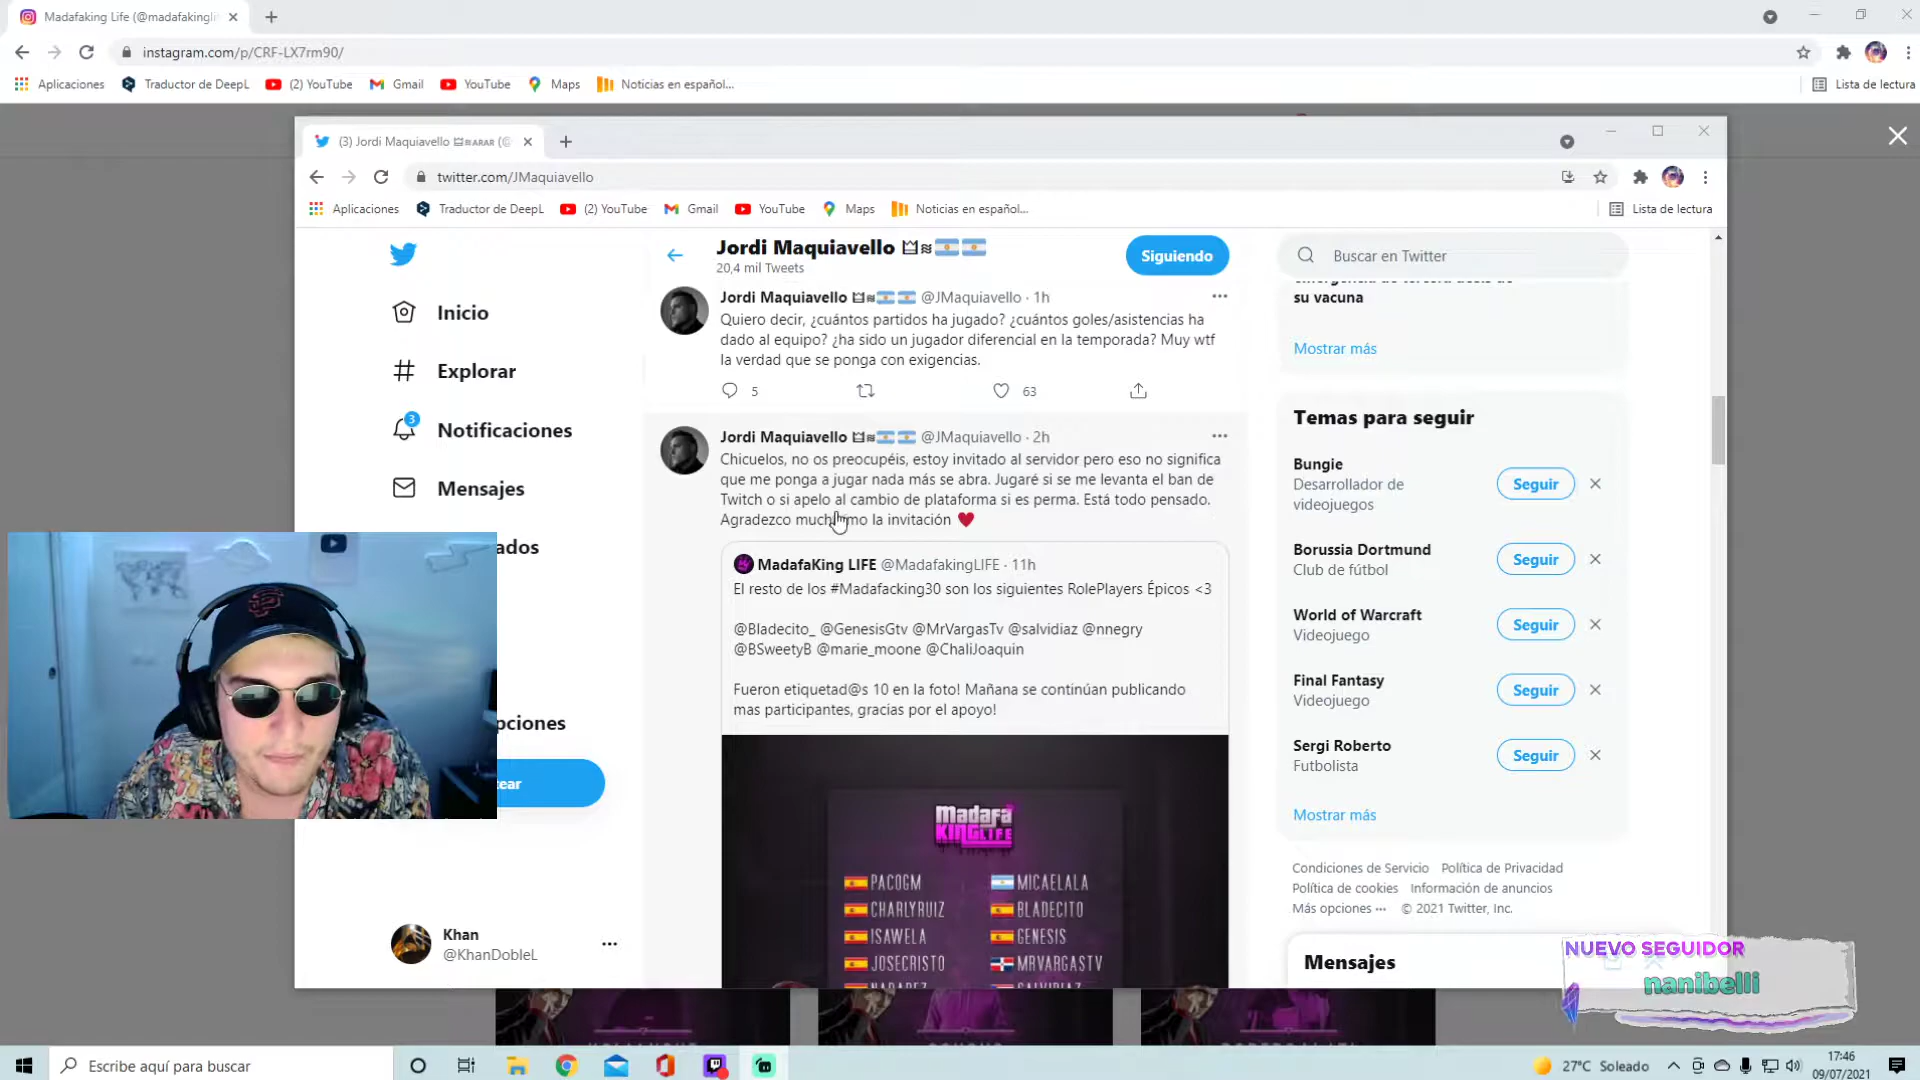 Madafaking Life (@madafakingli
instagram.com/p/CRF-LX7rm90/
Aplicaciones
Traductor de DeepL
(2) YouTube
Gmail
YouTube
Maps
Noticias en español...
Lista de lectura
(3) Jordi Maquiavello
twitter.com/JMaquiavello
Aplicaciones
Traductor de DeepL
(2) YouTube
Gmail
YouTube
Maps
Noticias en español...
Lista de lectura
Inicio
Explorar
3
Notificaciones
Mensajes
ados
pciones
ear
Khan
@KhanDobleL
Jordi Maquiavello
20,4 mil Tweets
Siguiendo
Jordi Maquiavello @JMaquiavello · 1h
Quiero decir, ¿cuántos partidos ha jugado? ¿cuántos goles/asistencias ha
dado al equipo? ¿ha sido un jugador diferencial en la temporada? Muy wtf
la verdad que se ponga con exigencias.
5
63
Jordi Maquiavello @JMaquiavello · 2h
Chicuelos, no os preocupéis, estoy invitado al servidor pero eso no significa
que me ponga a jugar nada más se abra. Jugaré si se me levanta el ban de
Twitch o si apelo al cambio de plataforma si es perma. Está todo pensado.
Agradezco muchísimo la invitación ♥
MadafaKing LIFE @MadafakingLIFE · 11h
El resto de los #Madafacking30 son los siguientes RolePlayers Épicos <3
@Bladecito_ @GenesisGtv @MrVargasTv @salvidiaz @nnegry
@BSweetyB @marie_moone @ChaliJoaquin
Fueron etiquetad@s 10 en la foto! Mañana se continúan publicando
mas participantes, gracias por el apoyo!
Madafa
KingLIFE
PACOGM
MICAELALA
CHARLYRUIZ
BLADECITO
ISAWELA
GENESIS
JOSECRISTO
MRVARGASTV
SALVIDIAZ
Buscar en Twitter
emergencia de tercera dosis de
su vacuna
Mostrar más
Temas para seguir
Bungie
Desarrollador de
videojuegos
Seguir
Borussia Dortmund
Club de fútbol
Seguir
World of Warcraft
Videojuego
Seguir
Final Fantasy
Videojuego
Seguir
Sergi Roberto
Futbolista
Seguir
Mostrar más
Condiciones de Servicio Política de Privacidad
Política de cookies Información de anuncios
Más opciones ··· © 2021 Twitter, Inc.
Mensajes
NUEVO SEGUIDOR
nanibelli
Escribe aquí para buscar
27°C Soleado
17:46
09/07/2021